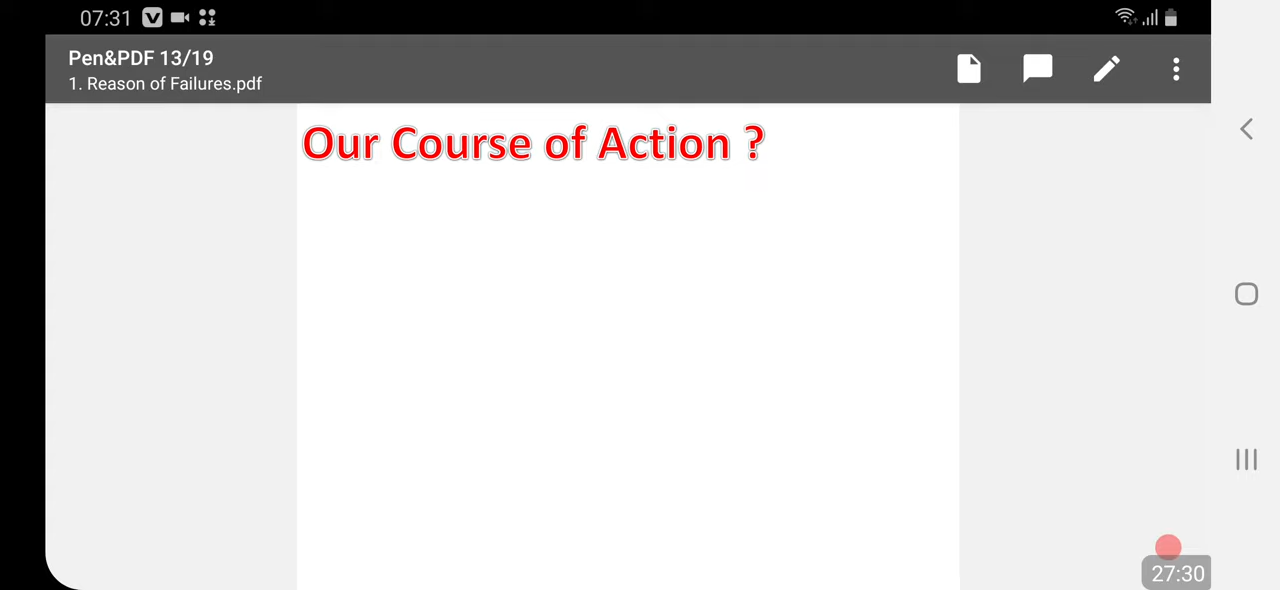 07:31
Pen&PDF 13/19
1. Reason of Failures.pdf
Our Course of Action ?
27:30